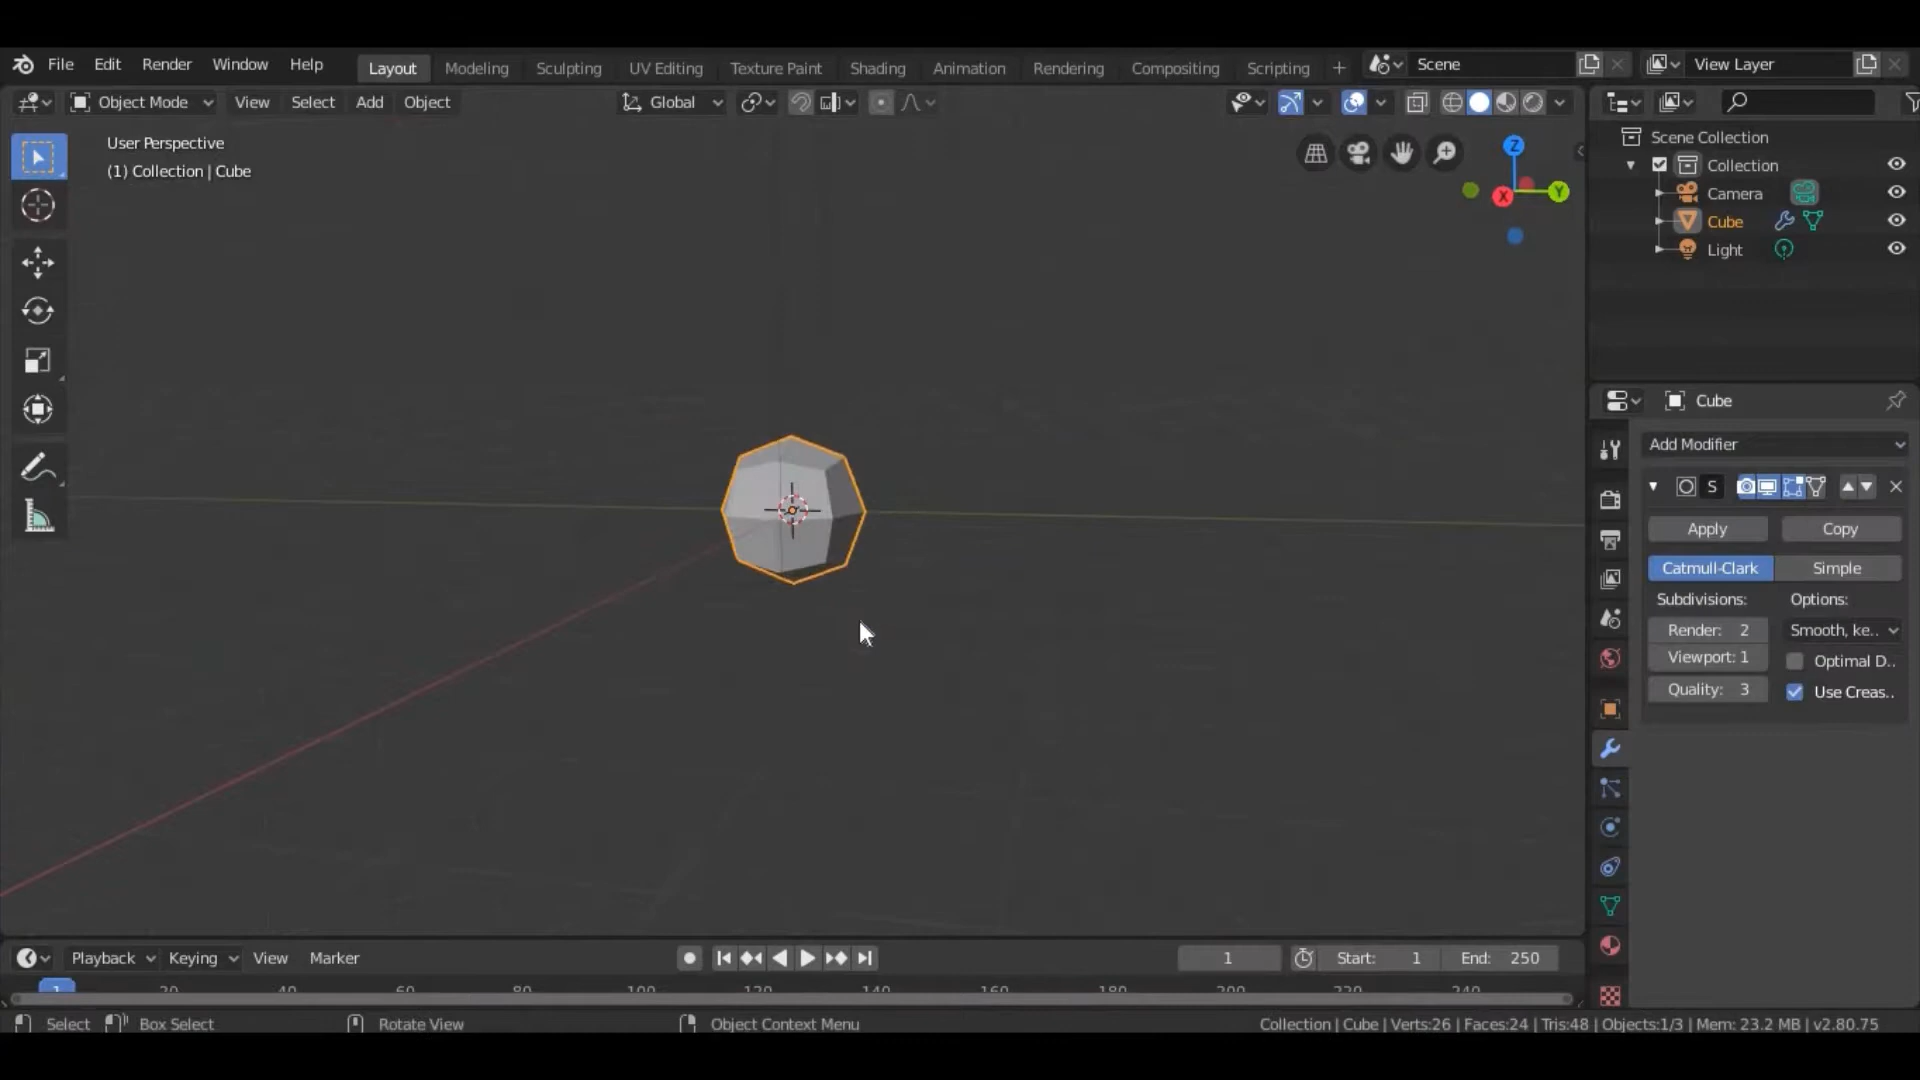 File Edit Render Window Help Layout Modeling Sculpting UV Editing Texture Paint Shading Animation Rendering Compositing Scripting + Scene View Layer
Object Mode View Select Add Object Global
User Perspective
(1) Collection | Cube
Z
X
Y
Scene Collection
Collection
Camera
Cube
Light
Cube
Add Modifier
S
Apply Copy
Catmull-Clark Simple
Subdivisions: Options:
Render: 2 Smooth, ke..
Viewport: 1 Optimal D..
Quality: 3 Use Creas..
Playback Keying View Marker 1 Start: 1 End: 250
1 20 40 60 80 100 120 140 160 180 200 220 240
Select Box Select Rotate View Object Context Menu Collection | Cube | Verts:26 | Faces:24 | Tris:48 | Objects:1/3 | Mem: 23.2 MB | v2.80.75